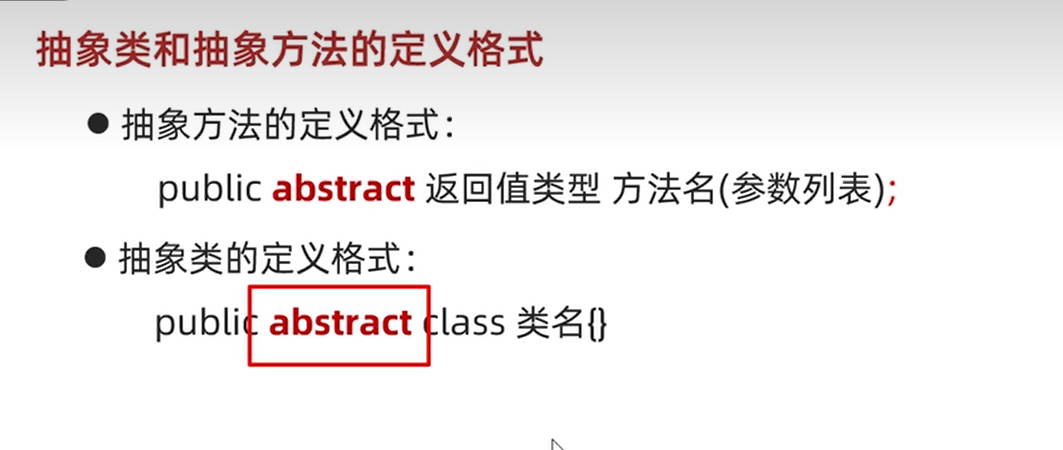 抽象类和抽象方法的定义格式
● 抽象方法的定义格式：
public abstract 返回值类型 方法名(参数列表);
● 抽象类的定义格式：
public abstract class 类名{}